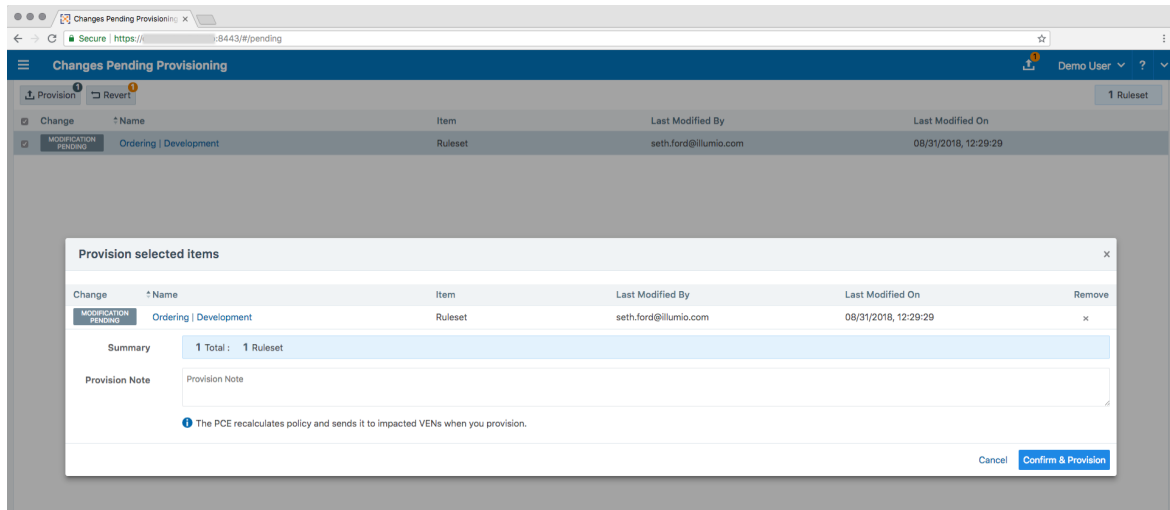 Changes Pending Provisioning ×
Secure | https:// :8443/#/pending
Changes Pending Provisioning 1 Demo User ?
Provision 1 Revert 1 1 Ruleset
Change Name Item Last Modified By Last Modified On
MODIFICATION PENDING Ordering | Development Ruleset seth.ford@illumio.com 08/31/2018, 12:29:29
Provision selected items ×
Change Name Item Last Modified By Last Modified On Remove
MODIFICATION PENDING Ordering | Development Ruleset seth.ford@illumio.com 08/31/2018, 12:29:29 ×
Summary 1 Total : 1 Ruleset
Provision Note Provision Note
The PCE recalculates policy and sends it to impacted VENs when you provision.
Cancel Confirm & Provision